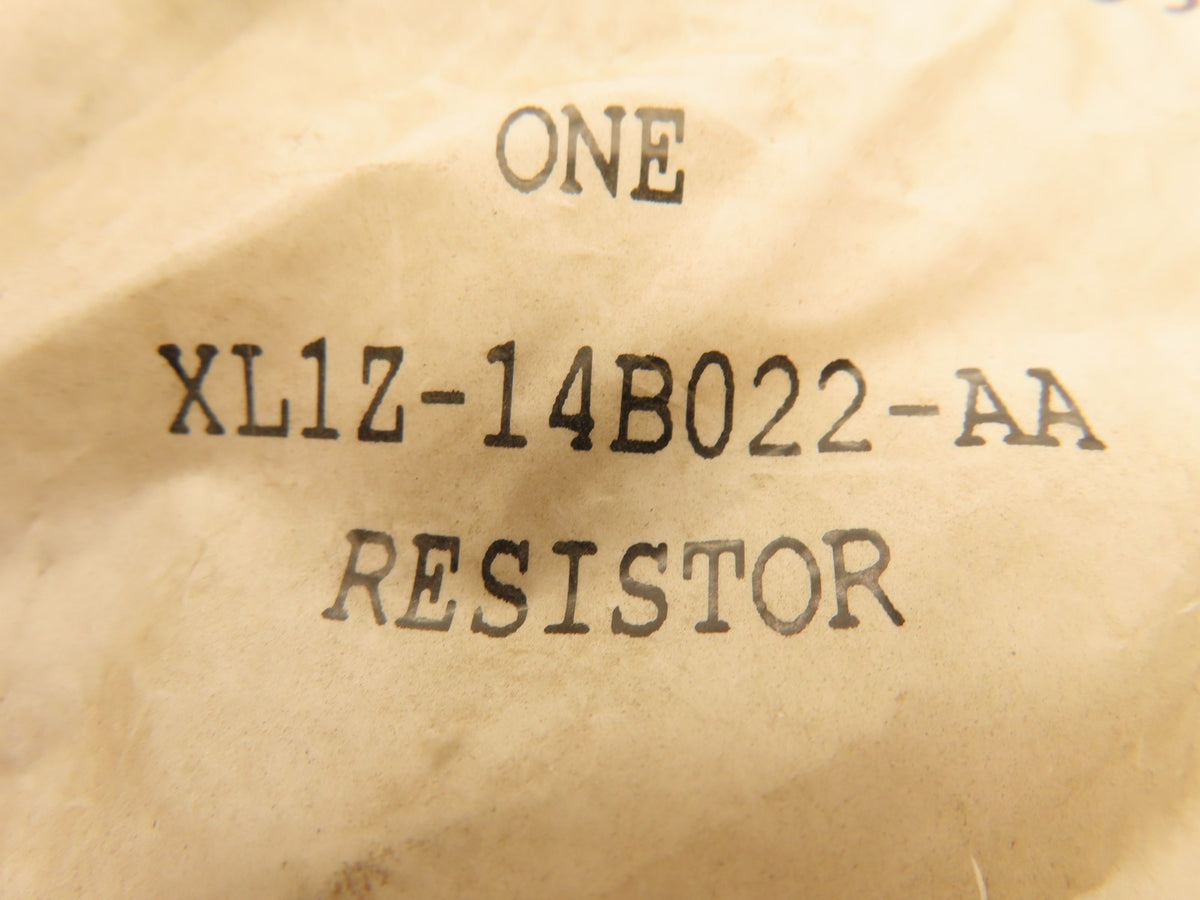 ONE
XL1Z-14B022-AA
RESISTOR